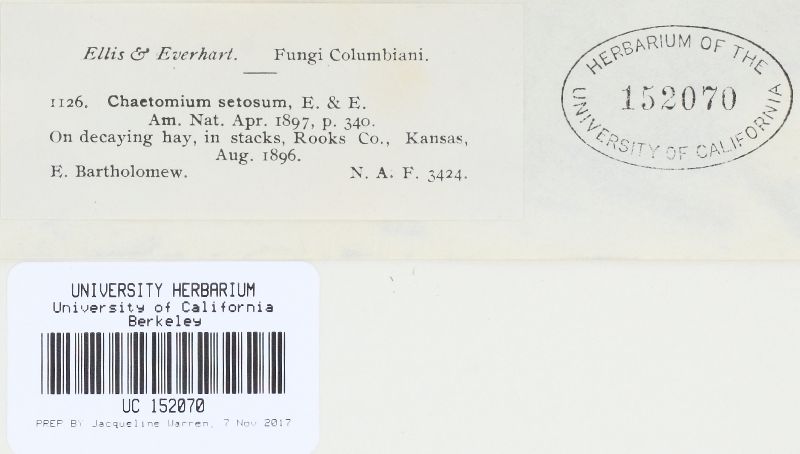 Ellis & Everhart. Fungi Columbiani.
1126. Chaetomium setosum, E. & E.
Am. Nat. Apr. 1897, p. 340.
On decaying hay, in stacks, Rooks Co., Kansas,
Aug. 1896.
E. Bartholomew. N. A. F. 3424.
HERBARIUM OF THE
152070
UNIVERSITY OF CALIFORNIA
UNIVERSITY HERBARIUM
University of California
Berkeley
UC 152070
PREP BY Jacqueline Warren, 7 Nov 2017